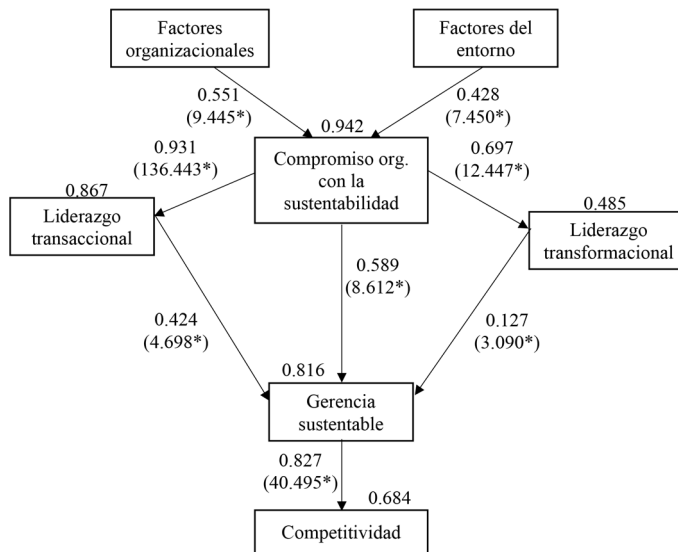 Factores
organizacionales
Factores del
entorno
0.551
(9.445*)
0.428
(7.450*)
0.942
Compromiso org.
con la
sustentabilidad
0.931
(136.443*)
0.697
(12.447*)
0.867
Liderazgo
transaccional
0.485
Liderazgo
transformacional
0.589
(8.612*)
0.424
(4.698*)
0.127
(3.090*)
0.816
Gerencia
sustentable
0.827
(40.495*)
0.684
Competitividad